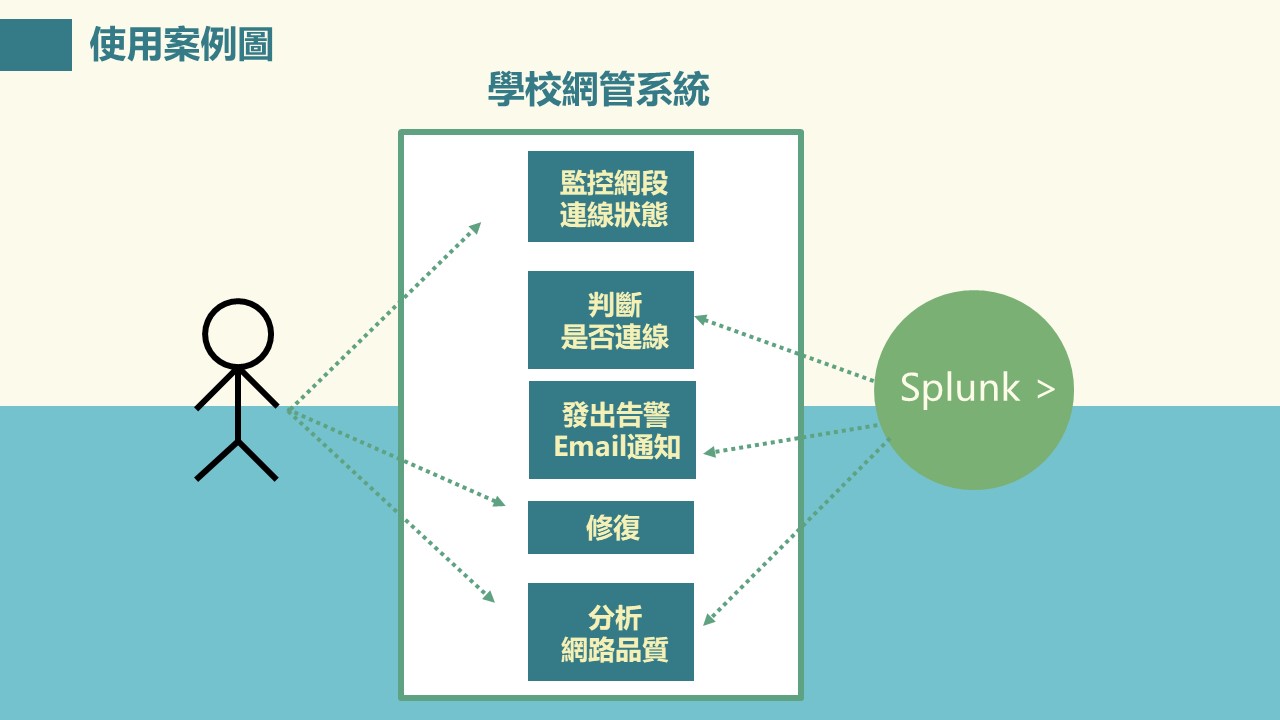 使用案例圖
學校網管系統
監控網段
連線狀態
判斷
是否連線
發出告警
Email通知
修復
分析
網路品質
Splunk >